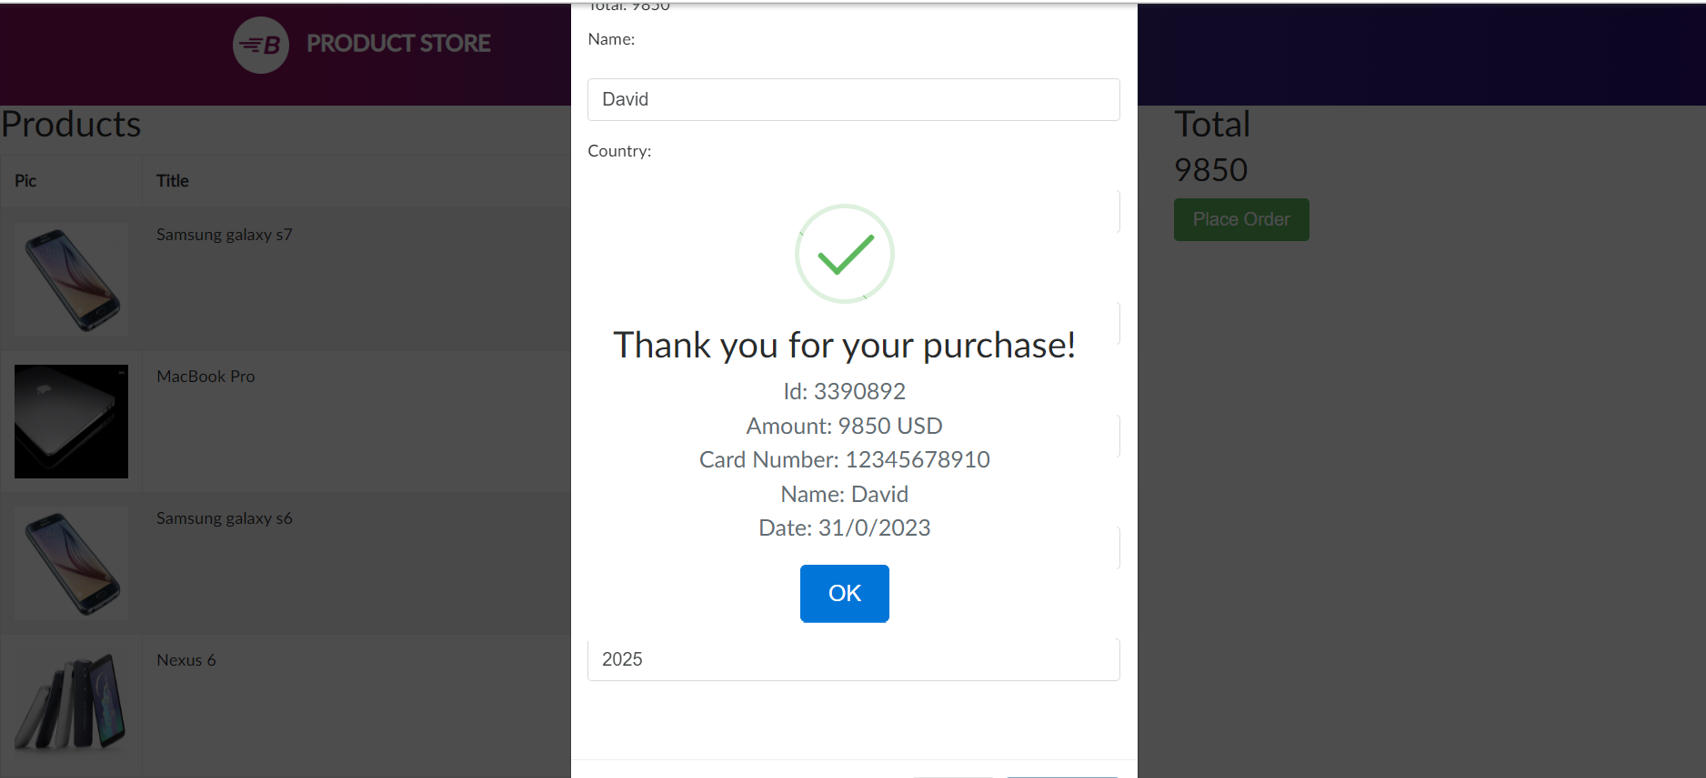 Total: 9850
B PRODUCT STORE
Name:
David
Products
Total
Country:
9850
Pic Title
Place Order
Samsung galaxy s7
Thank you for your purchase!
Id: 3390892
MacBook Pro
Amount: 9850 USD
Card Number: 12345678910
Name: David
Samsung galaxy s6
Date: 31/0/2023
OK
2025
Nexus 6